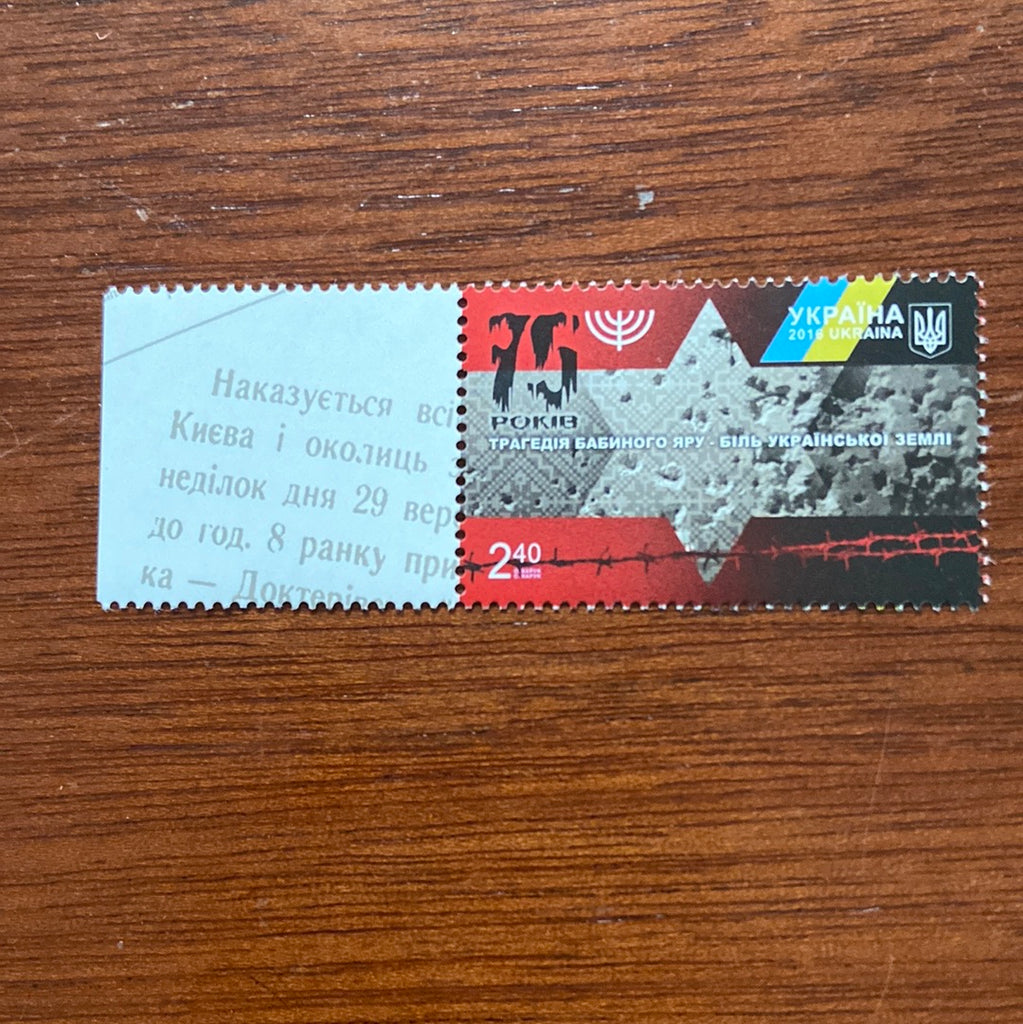 Наказується всі
Києва і околиць
неділок дня 29 вер
до год. 8 ранку при
ка — Доктерів
75
РОКІВ
УКРАЇНА
2016 UKRAINA
ТРАГЕДІЯ БАБИНОГО ЯРУ - БІЛЬ УКРАЇНСЬКОЇ ЗЕМЛІ
2 40